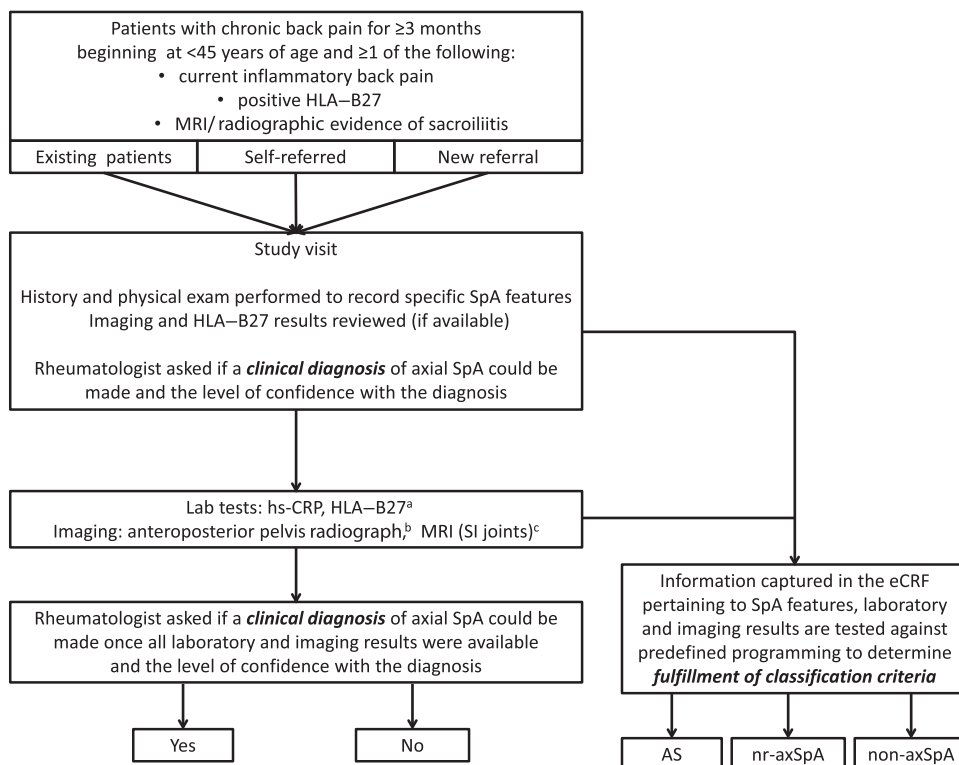 Patients with chronic back pain for ≥3 months
beginning at <45 years of age and ≥1 of the following:
• current inflammatory back pain
• positive HLA–B27
• MRI/radiographic evidence of sacroiliitis
Existing patients
Self-referred
New referral
Study visit
History and physical exam performed to record specific SpA features
Imaging and HLA–B27 results reviewed (if available)
Rheumatologist asked if a clinical diagnosis of axial SpA could be
made and the level of confidence with the diagnosis
Lab tests: hs-CRP, HLA–B27ᵃ
Imaging: anteroposterior pelvis radiograph,ᵇ MRI (SI joints)ᶜ
Rheumatologist asked if a clinical diagnosis of axial SpA could be
made once all laboratory and imaging results were available
and the level of confidence with the diagnosis
Yes
No
Information captured in the eCRF
pertaining to SpA features, laboratory
and imaging results are tested against
predefined programming to determine
fulfillment of classification criteria
AS
nr-axSpA
non-axSpA